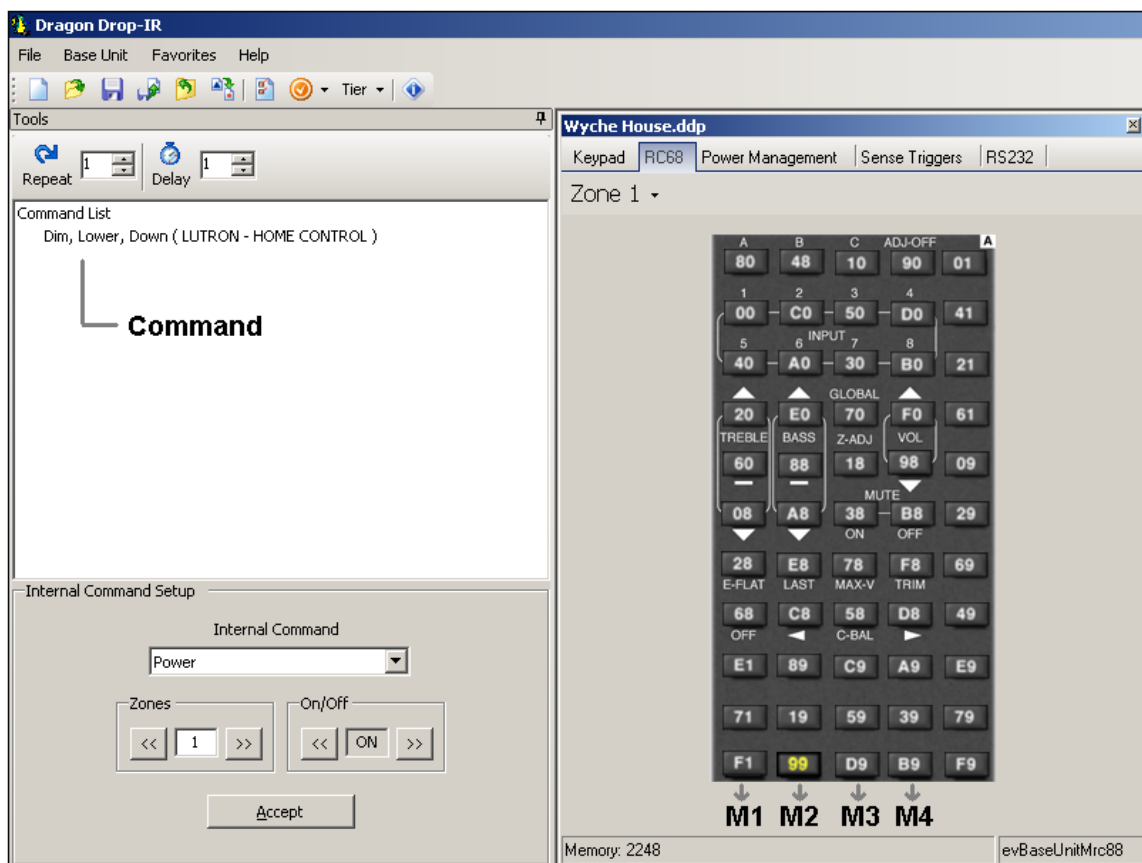 Dragon Drop-IR
File Base Unit Favorites Help
Tier
Tools
Repeat 1 Delay 1
Command List
Dim, Lower, Down ( LUTRON - HOME CONTROL )
Command
Internal Command Setup
Internal Command
Power
Zones On/Off
<< 1 >> << ON >>
Accept
Wyche House.ddp
Keypad RC68 Power Management Sense Triggers RS232
Zone 1
A B C ADJ-OFF A
80 48 10 90 01
1 2 3 4
00 C0 50 D0 41
INPUT
5 6 7 8
40 A0 30 B0 21
GLOBAL
20 E0 70 F0 61
TREBLE BASS Z-ADJ VOL
60 88 18 98 09
MUTE
08 A8 38 B8 29
ON OFF
28 E8 78 F8 69
E-FLAT LAST MAX-V TRIM
68 C8 58 D8 49
OFF C-BAL
E1 89 C9 A9 E9
71 19 59 39 79
F1 99 D9 B9 F9
M1 M2 M3 M4
Memory: 2248 evBaseUnitMrc88